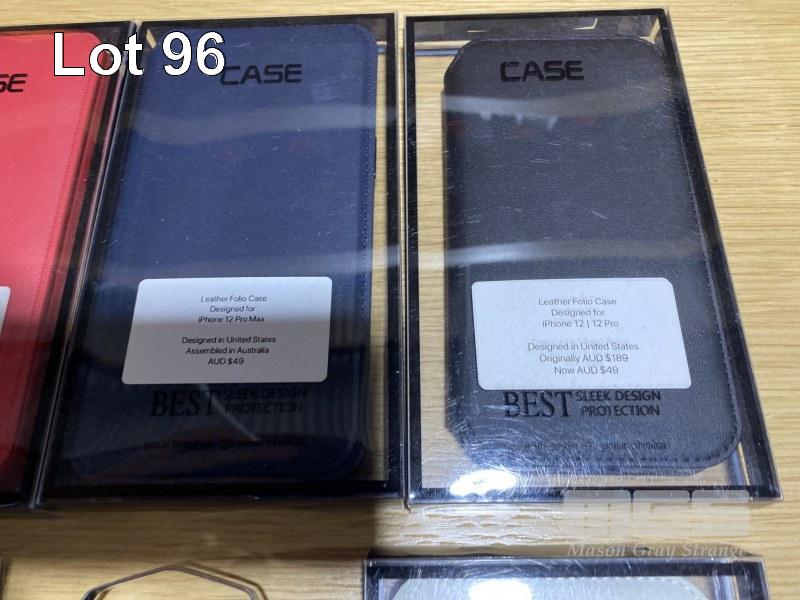 Lot 96
SE
CASE
CASE
Leather Folio Case
Designed for
iPhone 12 Pro Max
Designed in United States
Assembled in Australia
AUD $49
Leather Folio Case
Designed for
iPhone 12 | 12 Pro
Designed in United States
Originally AUD $189
Now AUD $49
BEST SLEEK DESIGN
PROTECTION
BEST SLEEK DESIGN
PROTECTION
MGS
Mason Gray Strange